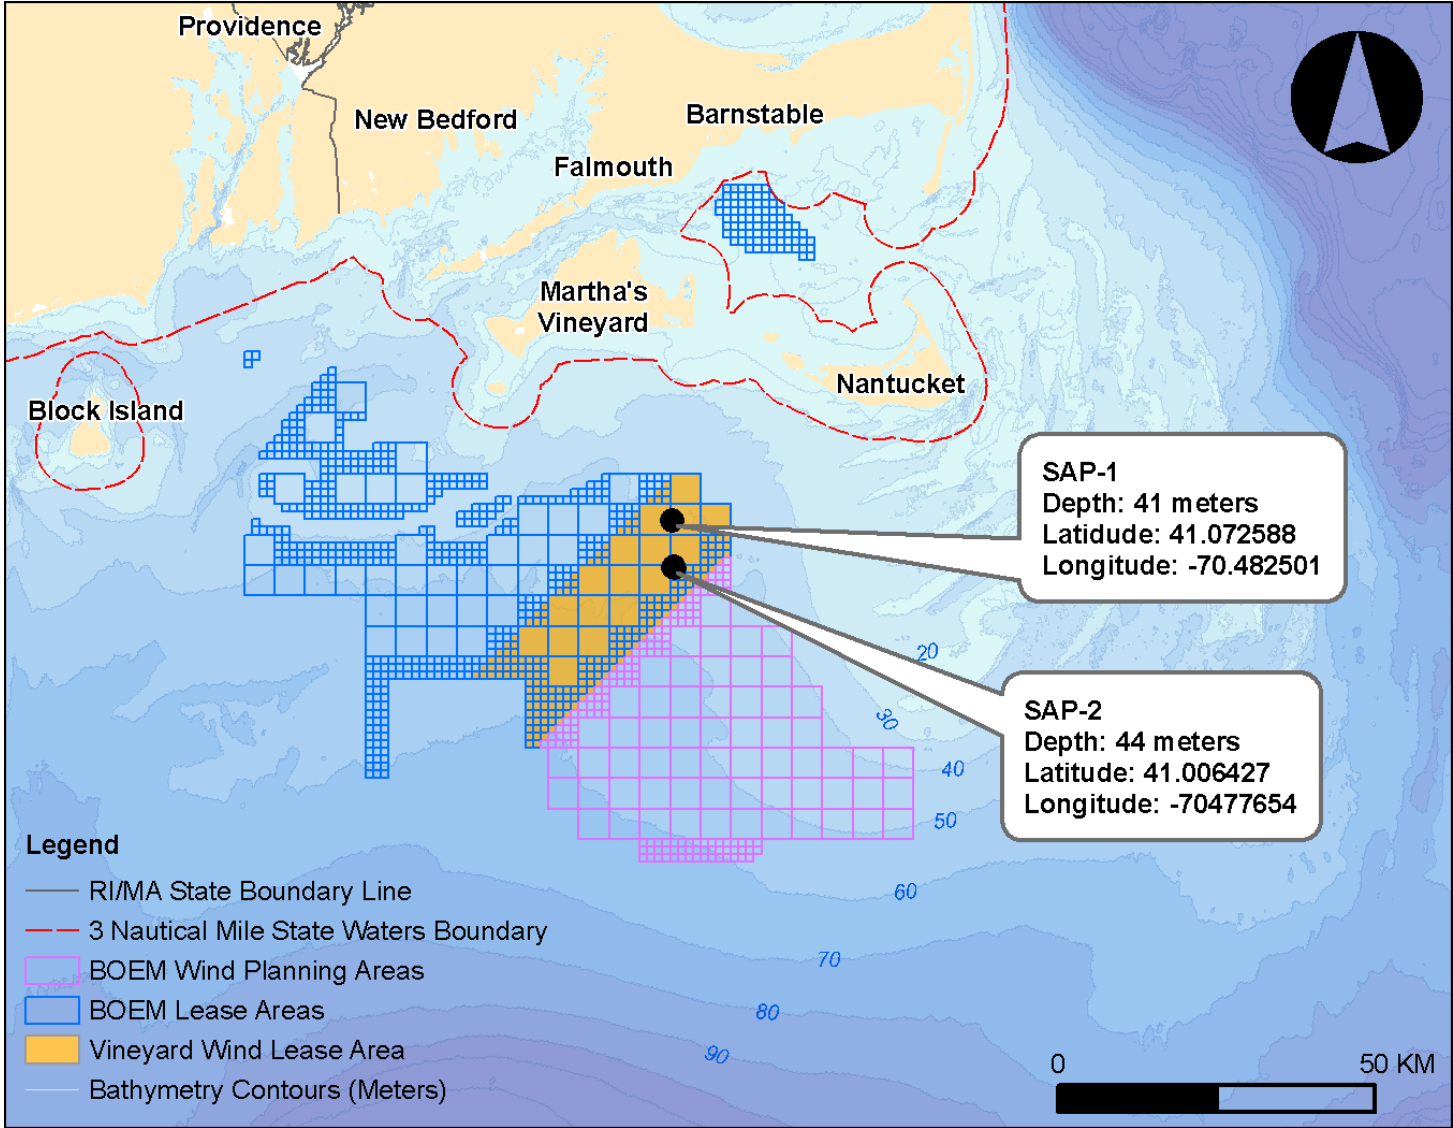 Providence
New Bedford
Barnstable
Falmouth
Martha's
Vineyard
Nantucket
Block Island
SAP-1
Depth: 41 meters
Latidude: 41.072588
Longitude: -70.482501
SAP-2
Depth: 44 meters
Latitude: 41.006427
Longitude: -70477654
20
30
40
50
60
70
80
90
Legend
RI/MA State Boundary Line
3 Nautical Mile State Waters Boundary
BOEM Wind Planning Areas
BOEM Lease Areas
Vineyard Wind Lease Area
Bathymetry Contours (Meters)
0 50 KM